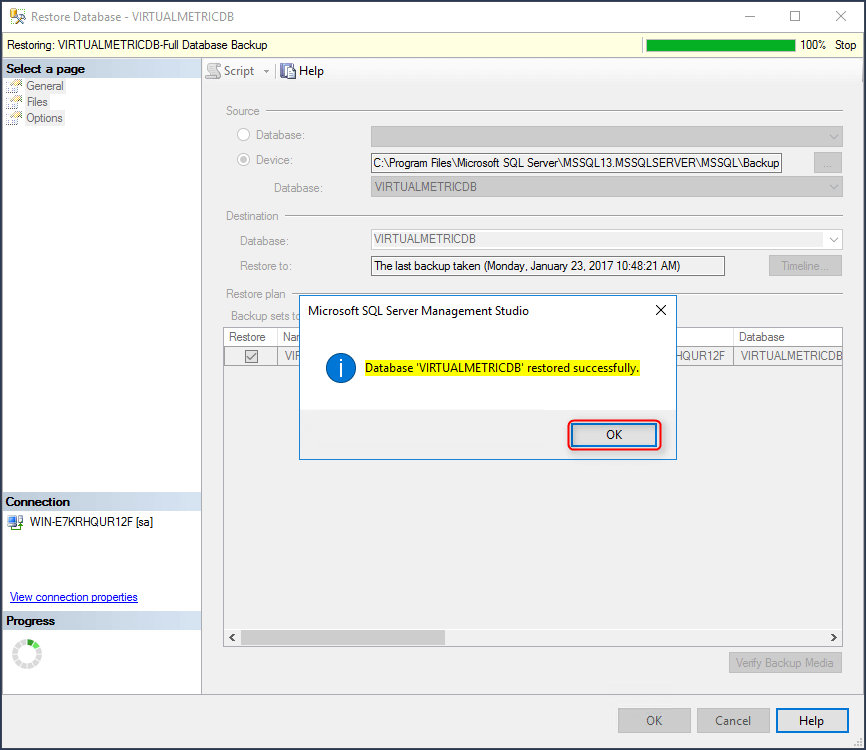 Restore Database - VIRTUALMETRICDB
Restoring: VIRTUALMETRICDB-Full Database Backup 100% Stop
Select a page
General
Files
Options
Script Help
Source
Database:
Device: C:\Program Files\Microsoft SQL Server\MSSQL13.MSSQLSERVER\MSSQL\Backup ...
Database: VIRTUALMETRICDB
Destination
Database: VIRTUALMETRICDB
Restore to: The last backup taken (Monday, January 23, 2017 10:48:21 AM) Timeline...
Restore plan
Backup sets to
Restore Database
VIRTUALMETRICDB
Microsoft SQL Server Management Studio
i
Database 'VIRTUALMETRICDB' restored successfully.
OK
Connection
WIN-E7KRHQUR12F [sa]
View connection properties
Progress
Verify Backup Media
OK Cancel Help